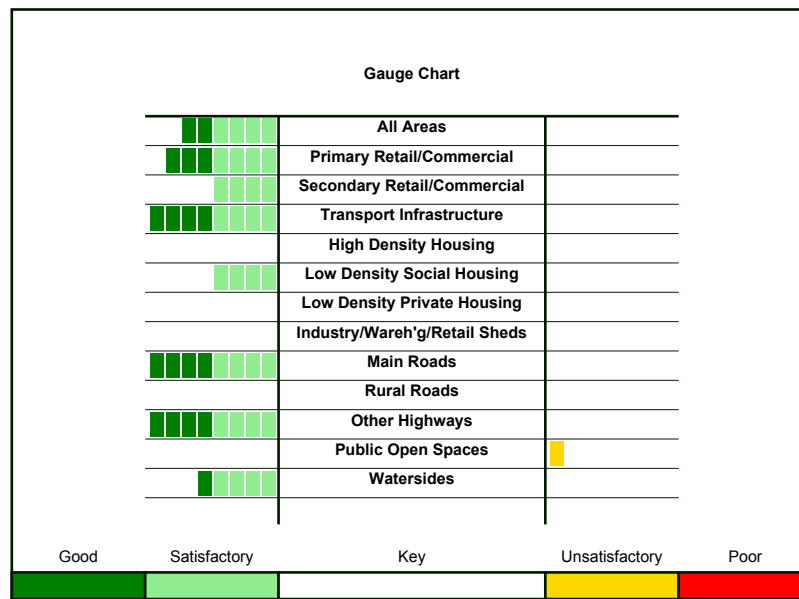 Gauge Chart
All Areas
Primary Retail/Commercial
Secondary Retail/Commercial
Transport Infrastructure
High Density Housing
Low Density Social Housing
Low Density Private Housing
Industry/Wareh'g/Retail Sheds
Main Roads
Rural Roads
Other Highways
Public Open Spaces
Watersides
Good Satisfactory Key Unsatisfactory Poor